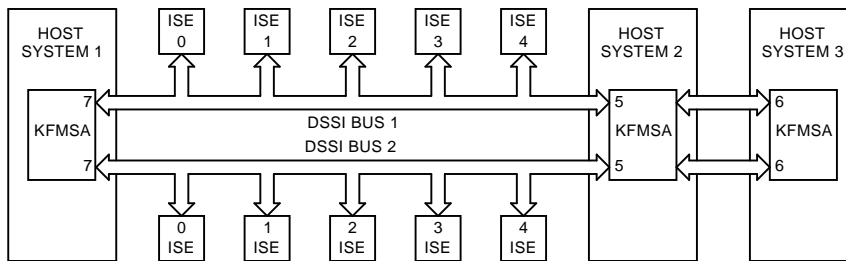 HOST
SYSTEM 1
ISE
0
ISE
1
ISE
2
ISE
3
ISE
4
HOST
SYSTEM 2
HOST
SYSTEM 3
7
KFMSA
7
DSSI BUS 1
DSSI BUS 2
5
KFMSA
5
6
KFMSA
6
0
ISE
1
ISE
2
ISE
3
ISE
4
ISE